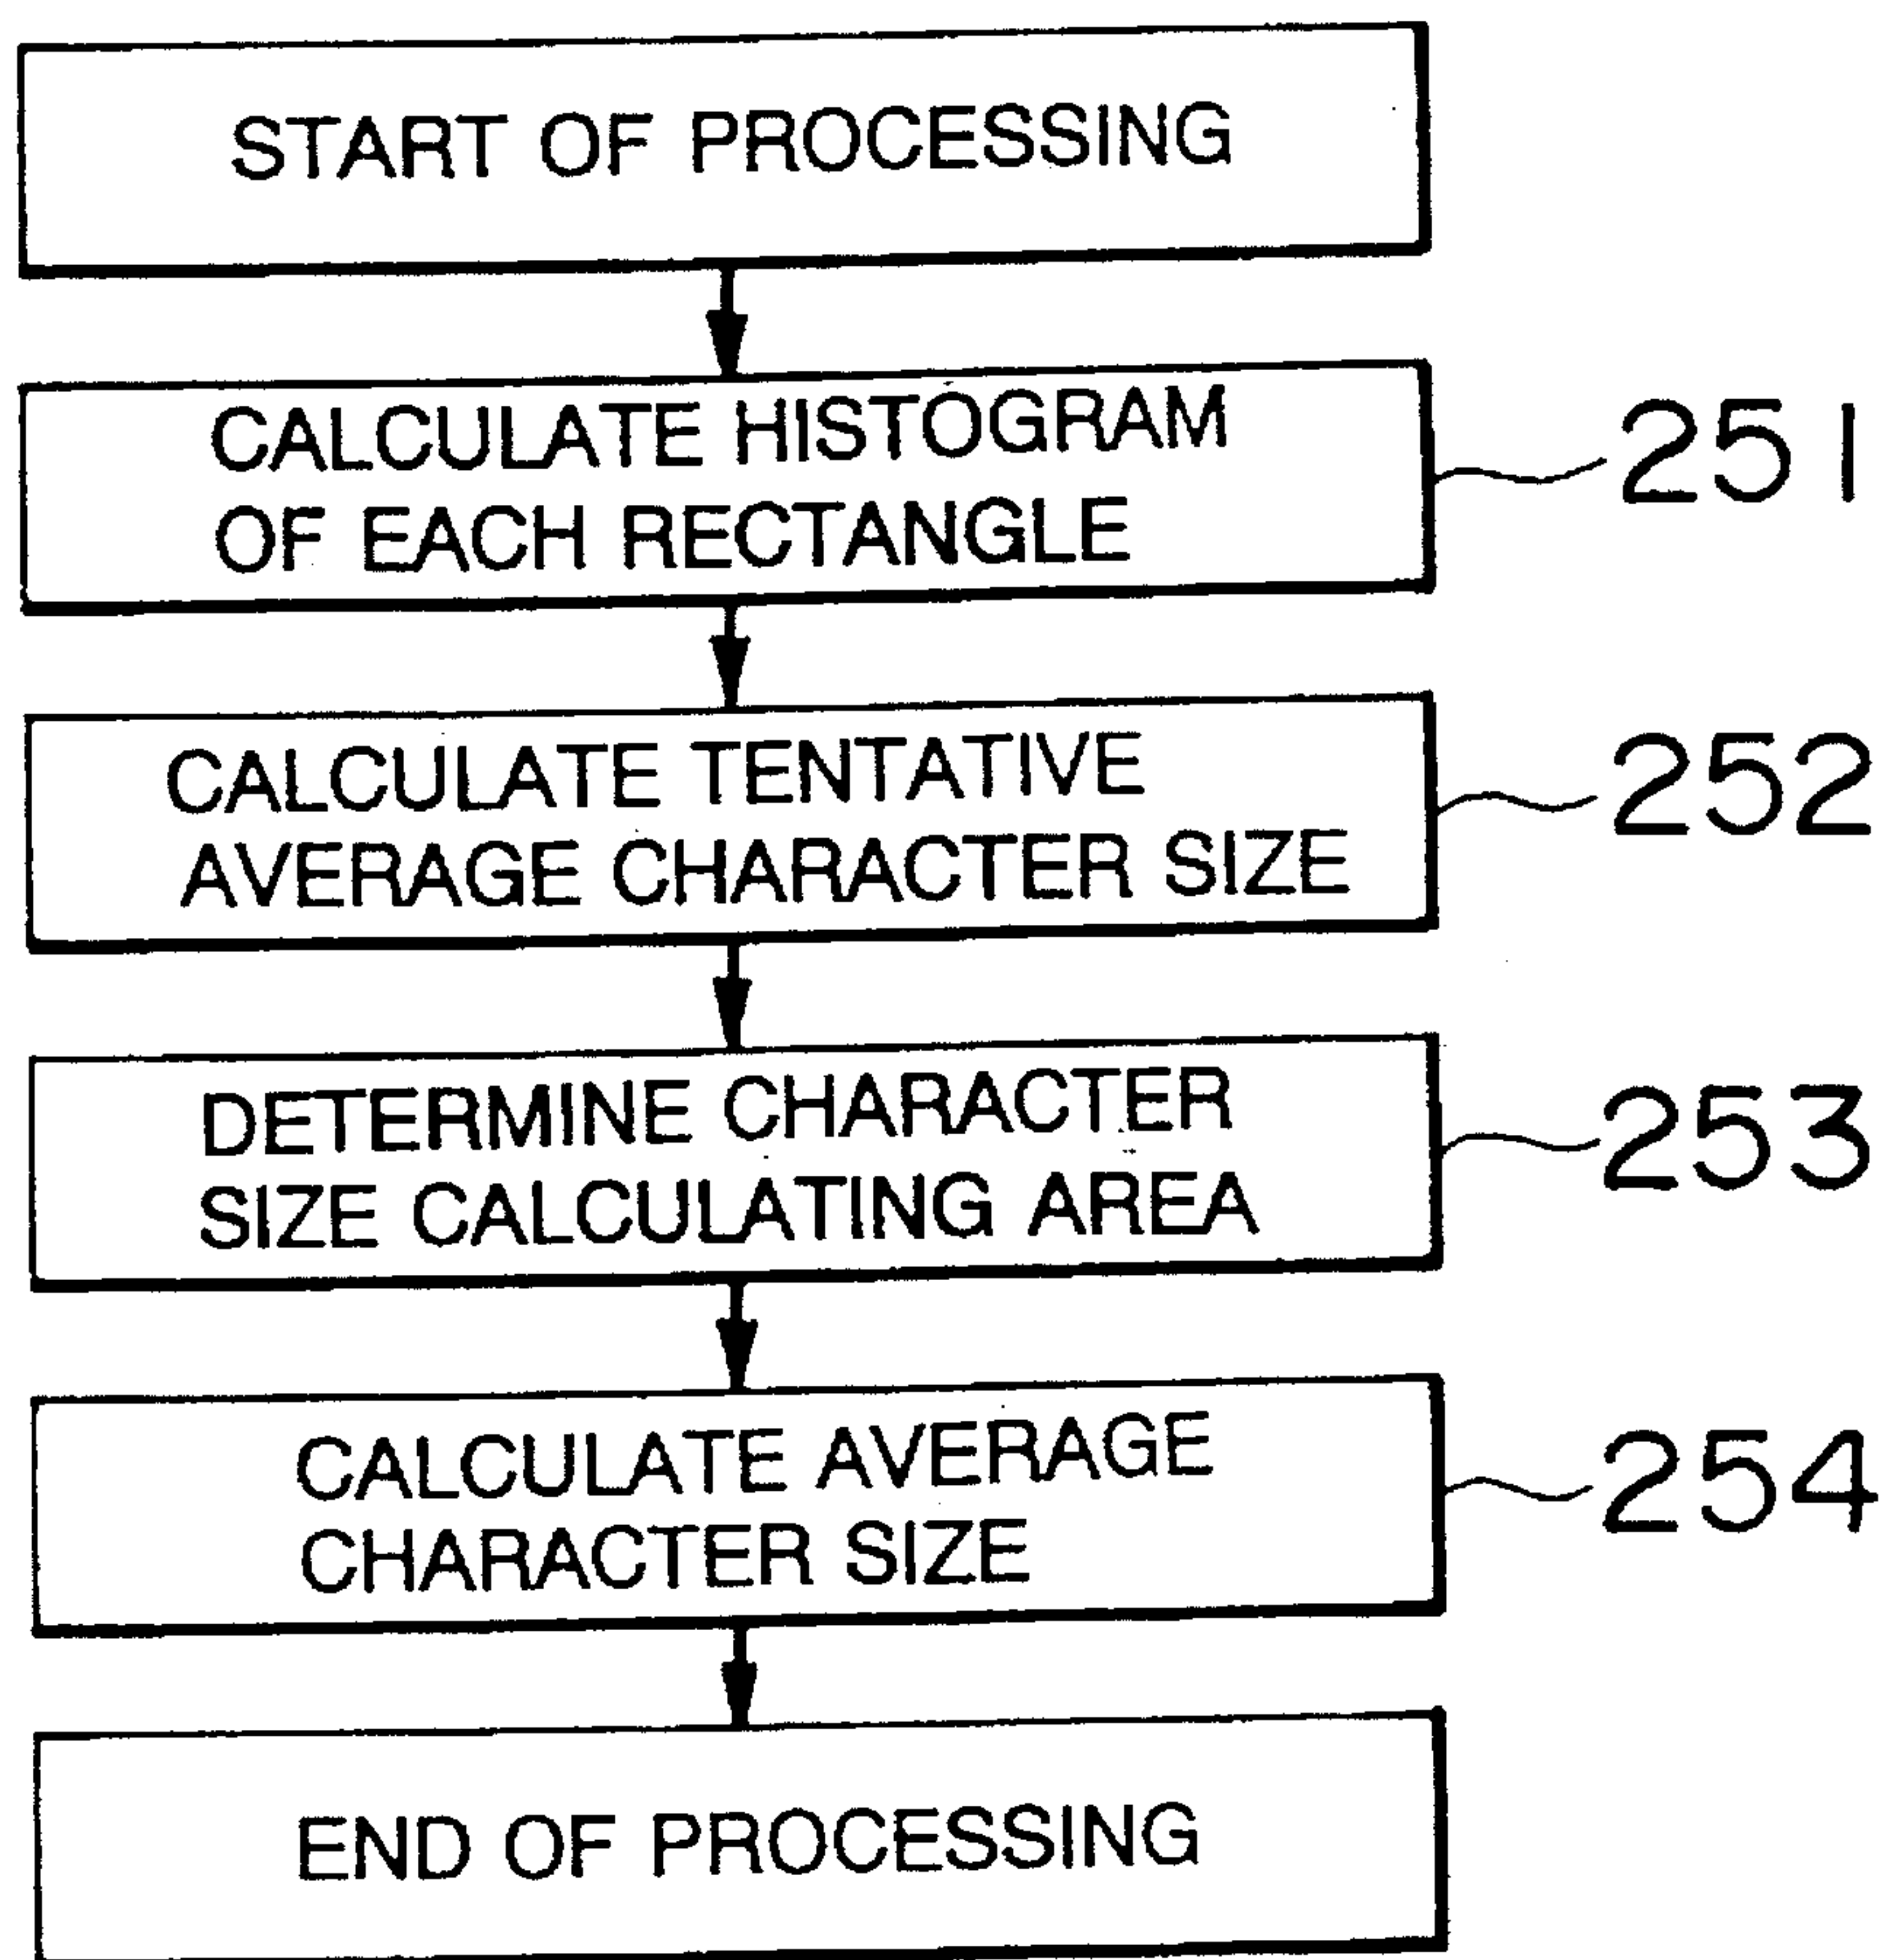 START OF PROCESSING
CALCULATE HISTOGRAM
OF EACH RECTANGLE
251
CALCULATE TENTATIVE
AVERAGE CHARACTER SIZE
252
DETERMINE CHARACTER
SIZE CALCULATING AREA
253
CALCULATE AVERAGE
CHARACTER SIZE
254
END OF PROCESSING